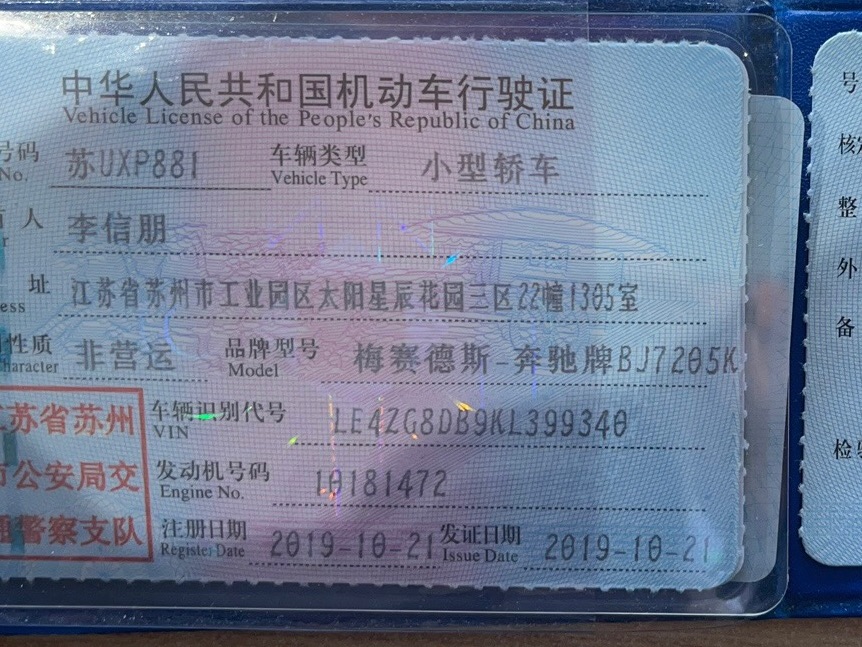 中华人民共和国机动车行驶证
Vehicle License of the People's Republic of China
号码 苏UXP881 车辆类型 小型轿车
No. Vehicle Type
人 李信朋
址 江苏省苏州市工业园区太阳星辰花园三区22幢1305室
ess
性质 非营运 品牌型号 梅赛德斯-奔驰牌BJ7205K
haracter Model
江苏省苏州 车辆识别代号 LE4ZG8DB9KL399340
VIN
市公安局交 发动机号码 10181472
Engine No.
通警察支队 注册日期 2019-10-21 发证日期 2019-10-21
Register Date Issue Date
号
核定
整
外
备
检验